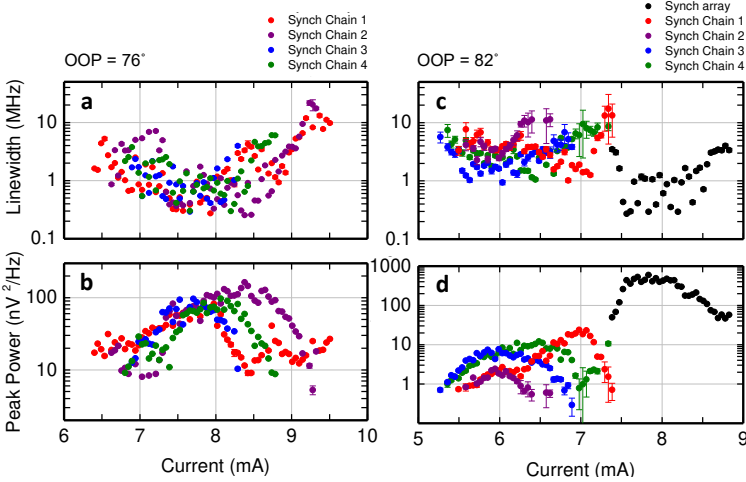 OOP = 76°
Synch Chain 1
Synch Chain 2
Synch Chain 3
Synch Chain 4
OOP = 82°
Synch array
Synch Chain 1
Synch Chain 2
Synch Chain 3
Synch Chain 4
a
Linewidth (MHz)
10
1
0.1
c
10
1
0.1
b
Peak Power (nV²/Hz)
100
10
6
7
8
9
10
Current (mA)
d
1000
100
10
1
5
6
7
8
9
Current (mA)